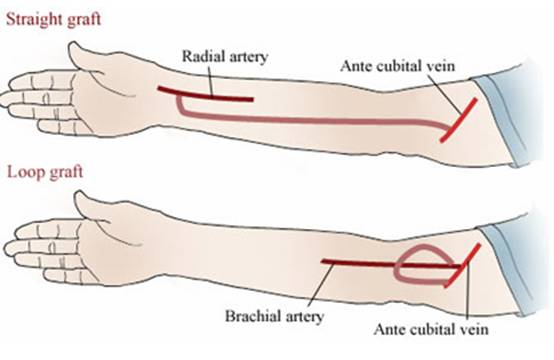 Straight graft
Radial artery
Ante cubital vein
Loop graft
Brachial artery
Ante cubital vein